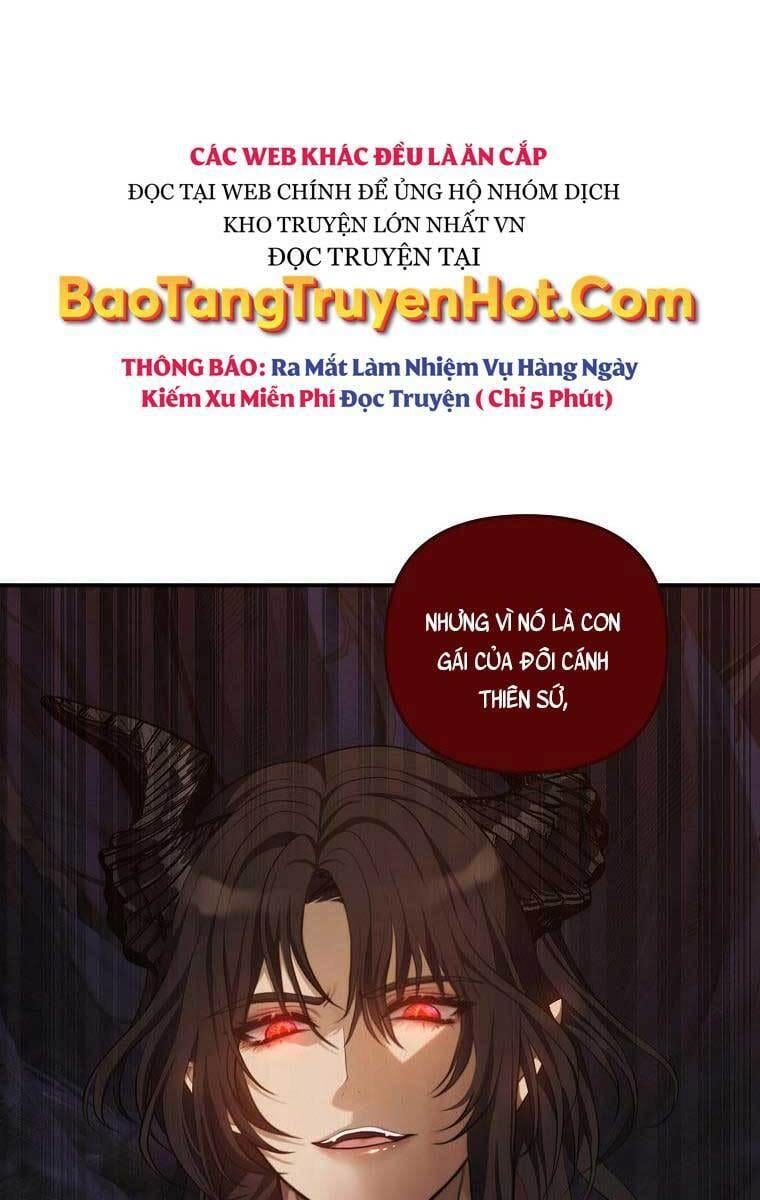 CÁC WEB KHÁC ĐỀU LÀ ĂN CẮP
ĐỌC TẠI WEB CHÍNH ĐỂ ỦNG HỘ NHÓM DỊCH
KHO TRUYỆN LỚN NHẤT VN
ĐỌC TRUYỆN TẠI
BaoTangTruyenHot.Com
THÔNG BÁO: Ra Mắt Làm Nhiệm Vụ Hàng Ngày
Kiếm Xu Miễn Phí Đọc Truyện ( Chỉ 5 Phút)
NHƯNG VÌ NÓ LÀ CON
GÁI CỦA ĐÔI CÁNH
THIÊN SỨ,